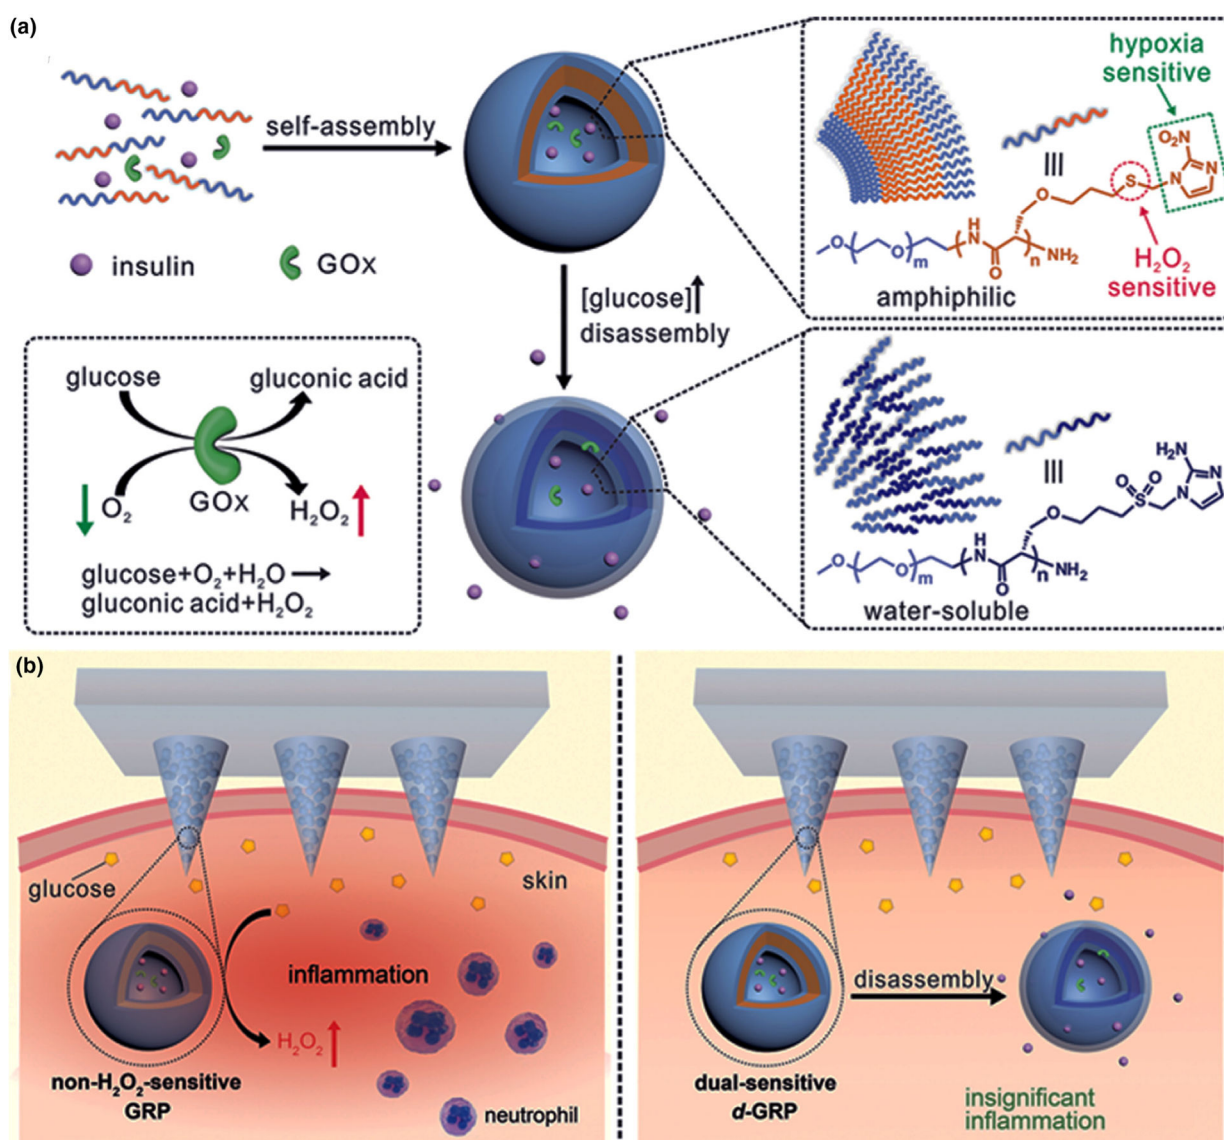 (a)
self-assembly
insulin
GOx
[glucose]↑
disassembly
hypoxia
sensitive
O₂N
N
N
S
O
O
m
H
N
O
n
NH₂
H₂O₂
sensitive
amphiphilic
glucose
gluconic acid
GOx
O₂
H₂O₂
glucose+O₂+H₂O →
gluconic acid+H₂O₂
H₂N
N
N
O
O
S
O
O
O
m
H
N
O
n
NH₂
water-soluble
(b)
glucose
skin
inflammation
H₂O₂
non-H₂O₂-sensitive
GRP
neutrophil
disassembly
dual-sensitive
d-GRP
insignificant
inflammation